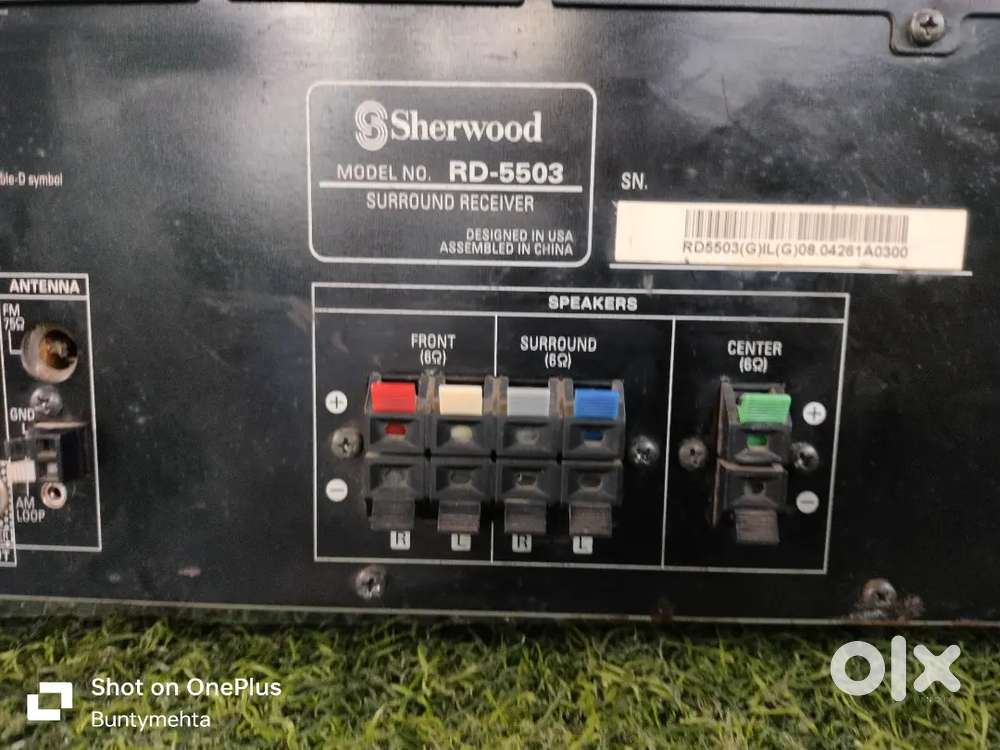 Sherwood
MODEL NO. RD-5503
SURROUND RECEIVER
DESIGNED IN USA
ASSEMBLED IN CHINA
ble-D symbol
SN.
RD5503(G)IL(G)08.04261A0300
ANTENNA
FM
75Ω
GND
AM
LOOP
SPEAKERS
FRONT
(6Ω)
SURROUND
(6Ω)
CENTER
(6Ω)
+
+
−
−
R L R L
Shot on OnePlus
Buntymehta
olx